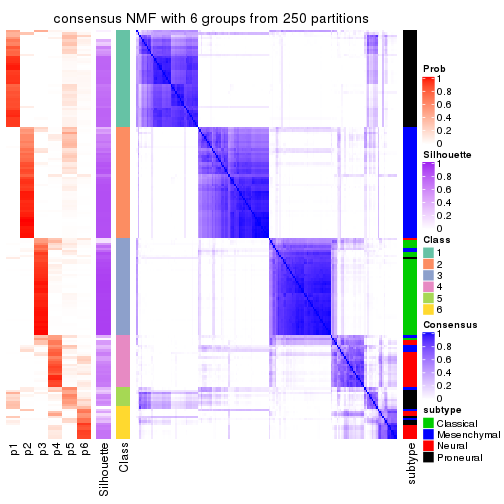 consensus NMF with 6 groups from 250 partitions
Prob
1
0.8
0.6
0.4
0.2
0
Silhouette
1
0.8
0.6
0.4
0.2
0
Class
1
2
3
4
5
6
Consensus
1
0.8
0.6
0.4
0.2
0
subtype
Classical
Mesenchymal
Neural
Proneural
p1
p2
p3
p4
p5
p6
Silhouette
Class
subtype